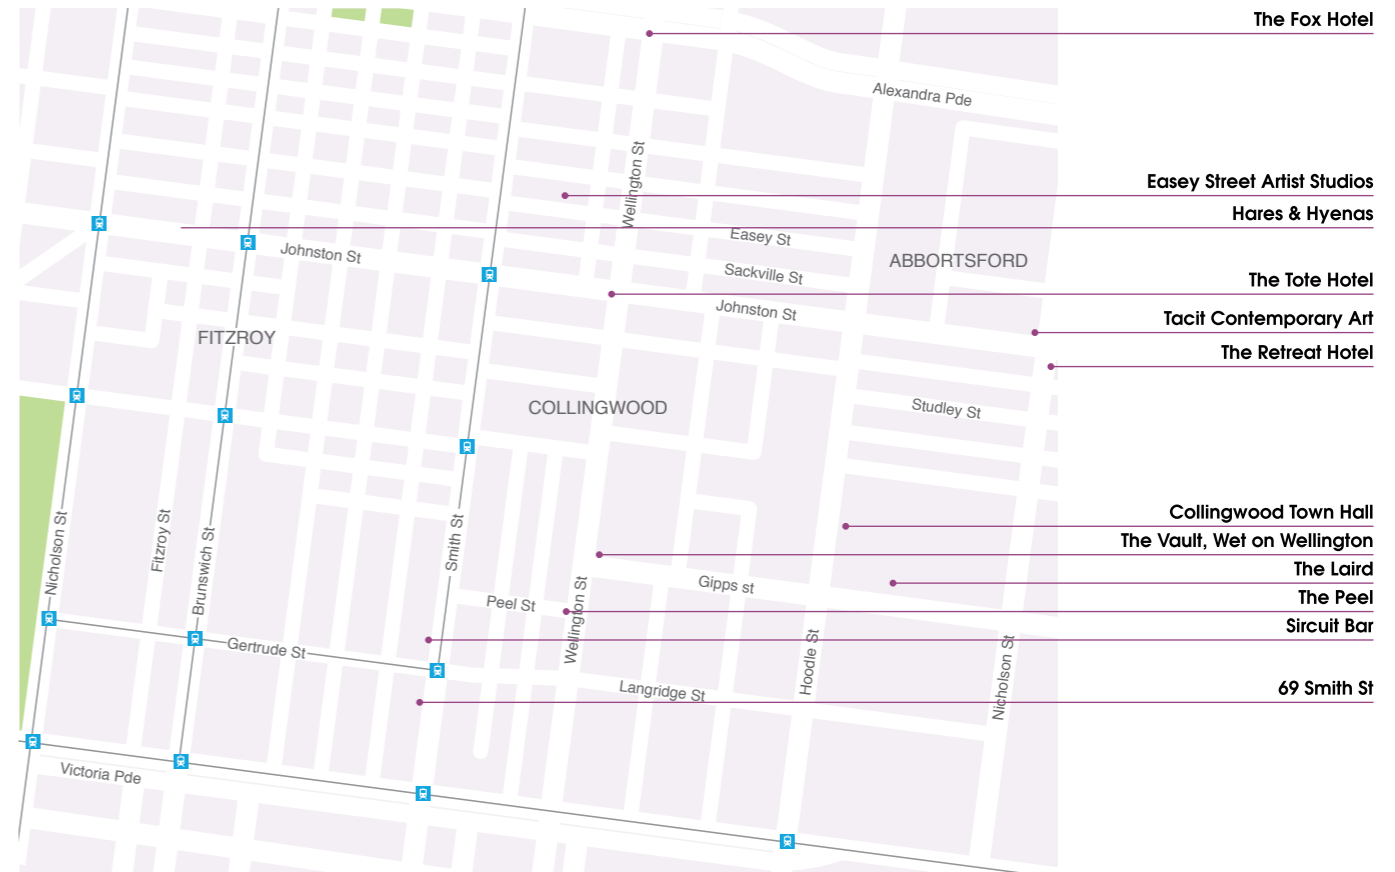 The Fox Hotel
Alexandra Pde
Wellington St
Easey Street Artist Studios
Hares & Hyenas
Easey St
Johnston St
ABBORTSFORD
Sackville St
The Tote Hotel
Johnston St
Tacit Contemporary Art
FITZROY
The Retreat Hotel
COLLINGWOOD
Studley St
Collingwood Town Hall
The Vault, Wet on Wellington
Nicholson St
Fitzroy St
Brunswich St
Smith St
The Laird
Gipps st
The Peel
Peel St
Wellington St
Sircuit Bar
Gertrude St
Hoodle St
Nicholson St
Langridge St
69 Smith St
Victoria Pde